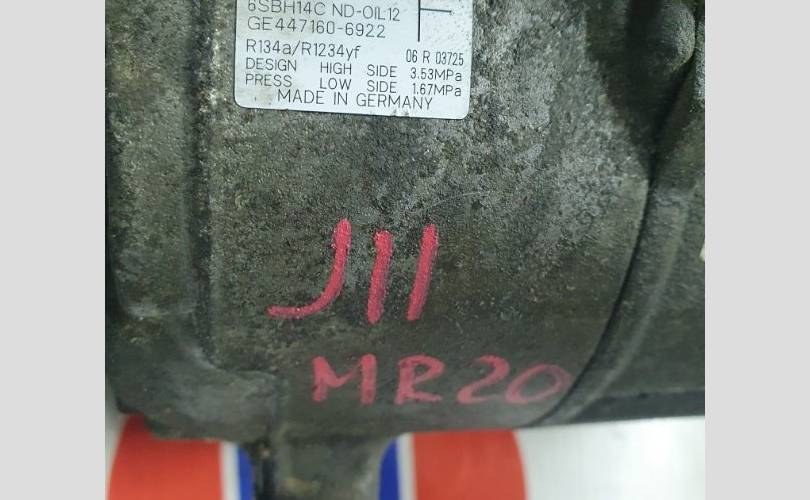 6SBH14C ND-OIL12
GE447160-6922
R134a/R1234yf 06 R 03725
DESIGN HIGH SIDE 3.53MPa
PRESS LOW SIDE 1.67MPa
MADE IN GERMANY
J11
MR20